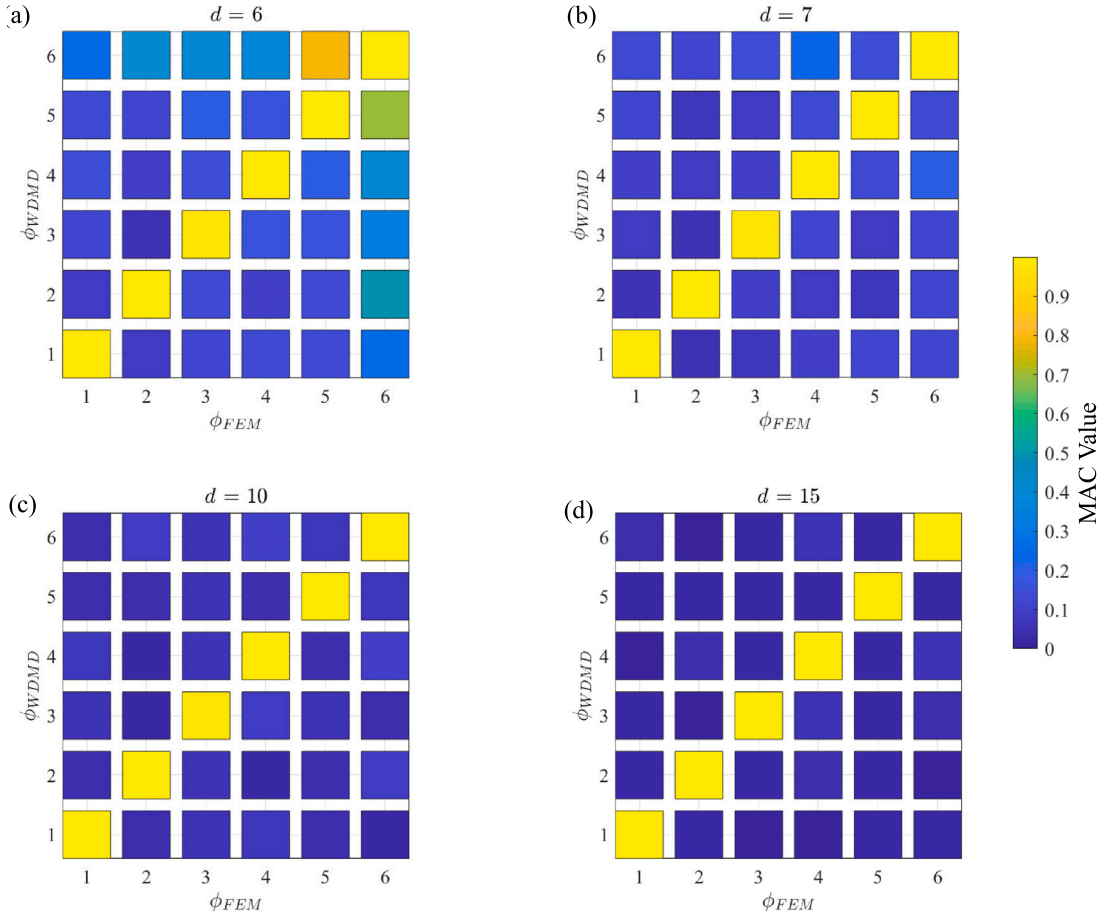 (a)
d = 6
6
5
4
3
2
1
ϕWDMD
1 2 3 4 5 6
ϕFEM
(b)
d = 7
6
5
4
3
2
1
ϕWDMD
1 2 3 4 5 6
ϕFEM
(c)
d = 10
6
5
4
3
2
1
ϕWDMD
1 2 3 4 5 6
ϕFEM
(d)
d = 15
6
5
4
3
2
1
ϕWDMD
1 2 3 4 5 6
ϕFEM
0.9
0.8
0.7
0.6
0.5
0.4
0.3
0.2
0.1
0
MAC Value